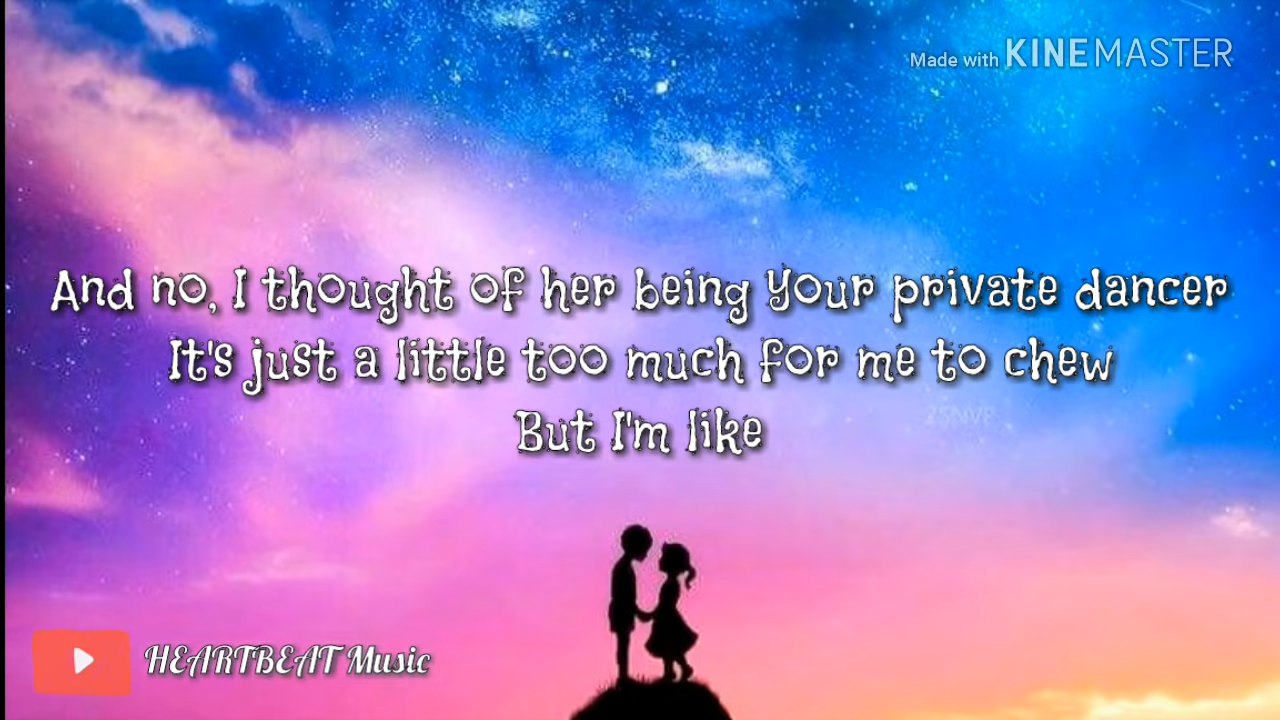 Made with KINEMASTER
And no, I thought of her being Your private dancer
It's just a little too much for me to chew
But I'm like
ZSNVP
HEARTBEAT Music